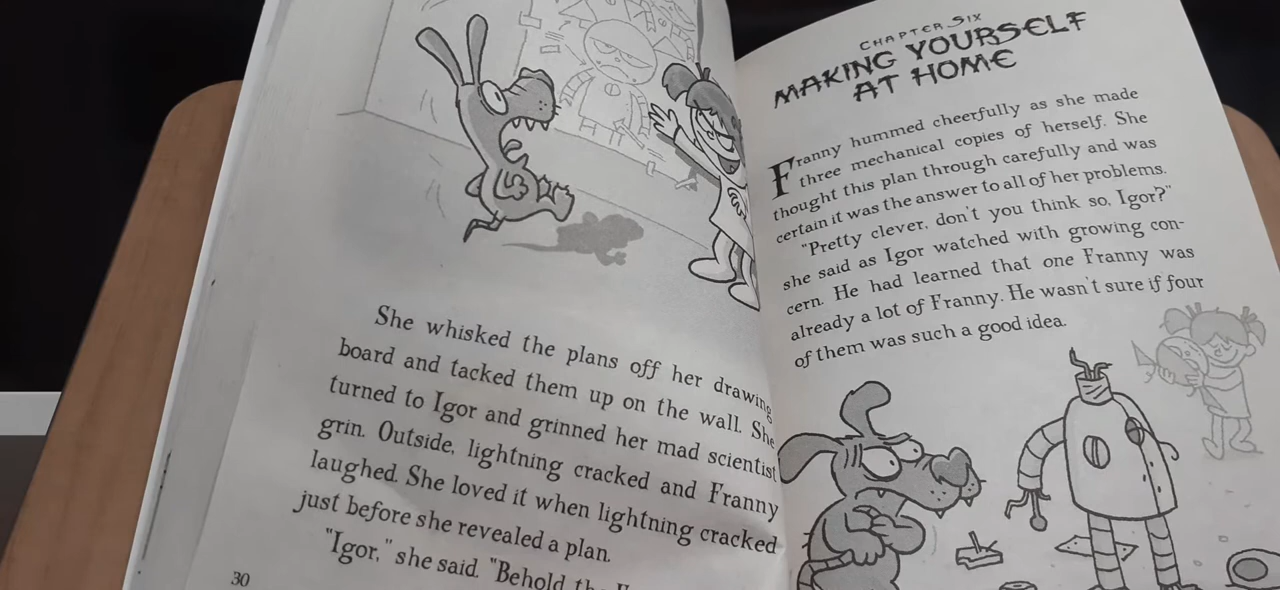 She whisked the plans off her drawing
board and tacked them up on the wall. She
turned to Igor and grinned her mad scientist
grin. Outside, lightning cracked and Franny
laughed. She loved it when lightning cracked
just before she revealed a plan.
"Igor," she said. "Behold
30
CHAPTER SIX
MAKING YOURSELF
AT HOME
Franny hummed cheerfully as she made
three mechanical copies of herself. She
thought this plan through carefully and was
certain it was the answer to all of her problems.
"Pretty clever, don't you think so, Igor?"
she said as Igor watched with growing con-
cern. He had learned that one Franny was
already a lot of Franny. He wasn't sure if four
of them was such a good idea.